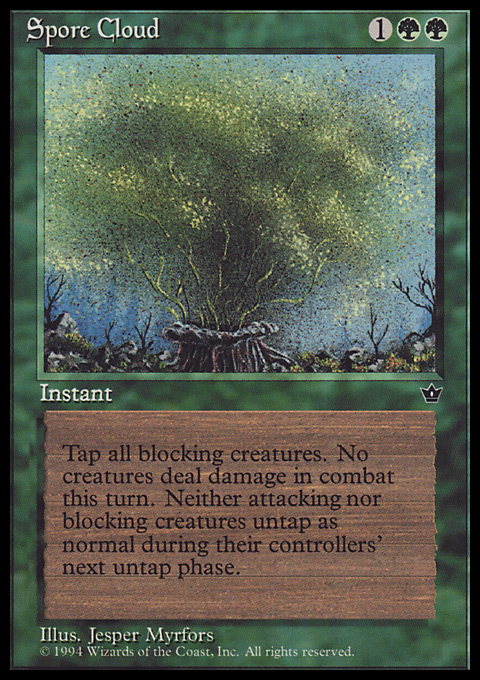 Spore Cloud 1
Instant
Tap all blocking creatures. No
creatures deal damage in combat
this turn. Neither attacking nor
blocking creatures untap as
normal during their controllers'
next untap phase.
Illus. Jesper Myrfors
© 1994 Wizards of the Coast, Inc. All rights reserved.